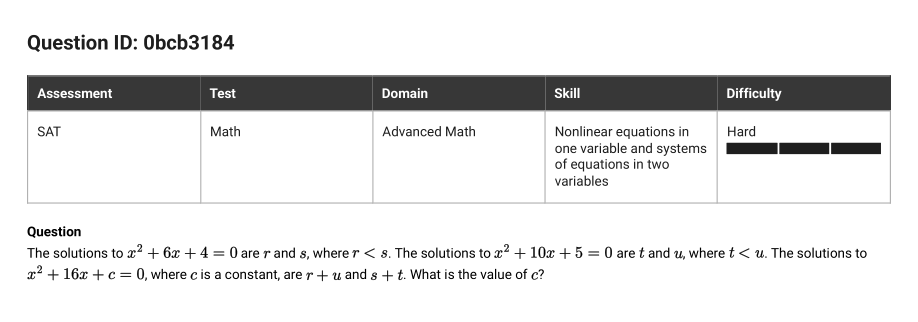 Question ID: 0bcb3184
Assessment Test Domain Skill Difficulty
SAT Math Advanced Math Nonlinear equations in one variable and systems of equations in two variables Hard
Question
The solutions to x² + 6x + 4 = 0 are r and s, where r < s. The solutions to x² + 10x + 5 = 0 are t and u, where t < u. The solutions to
x² + 16x + c = 0, where c is a constant, are r + u and s + t. What is the value of c?